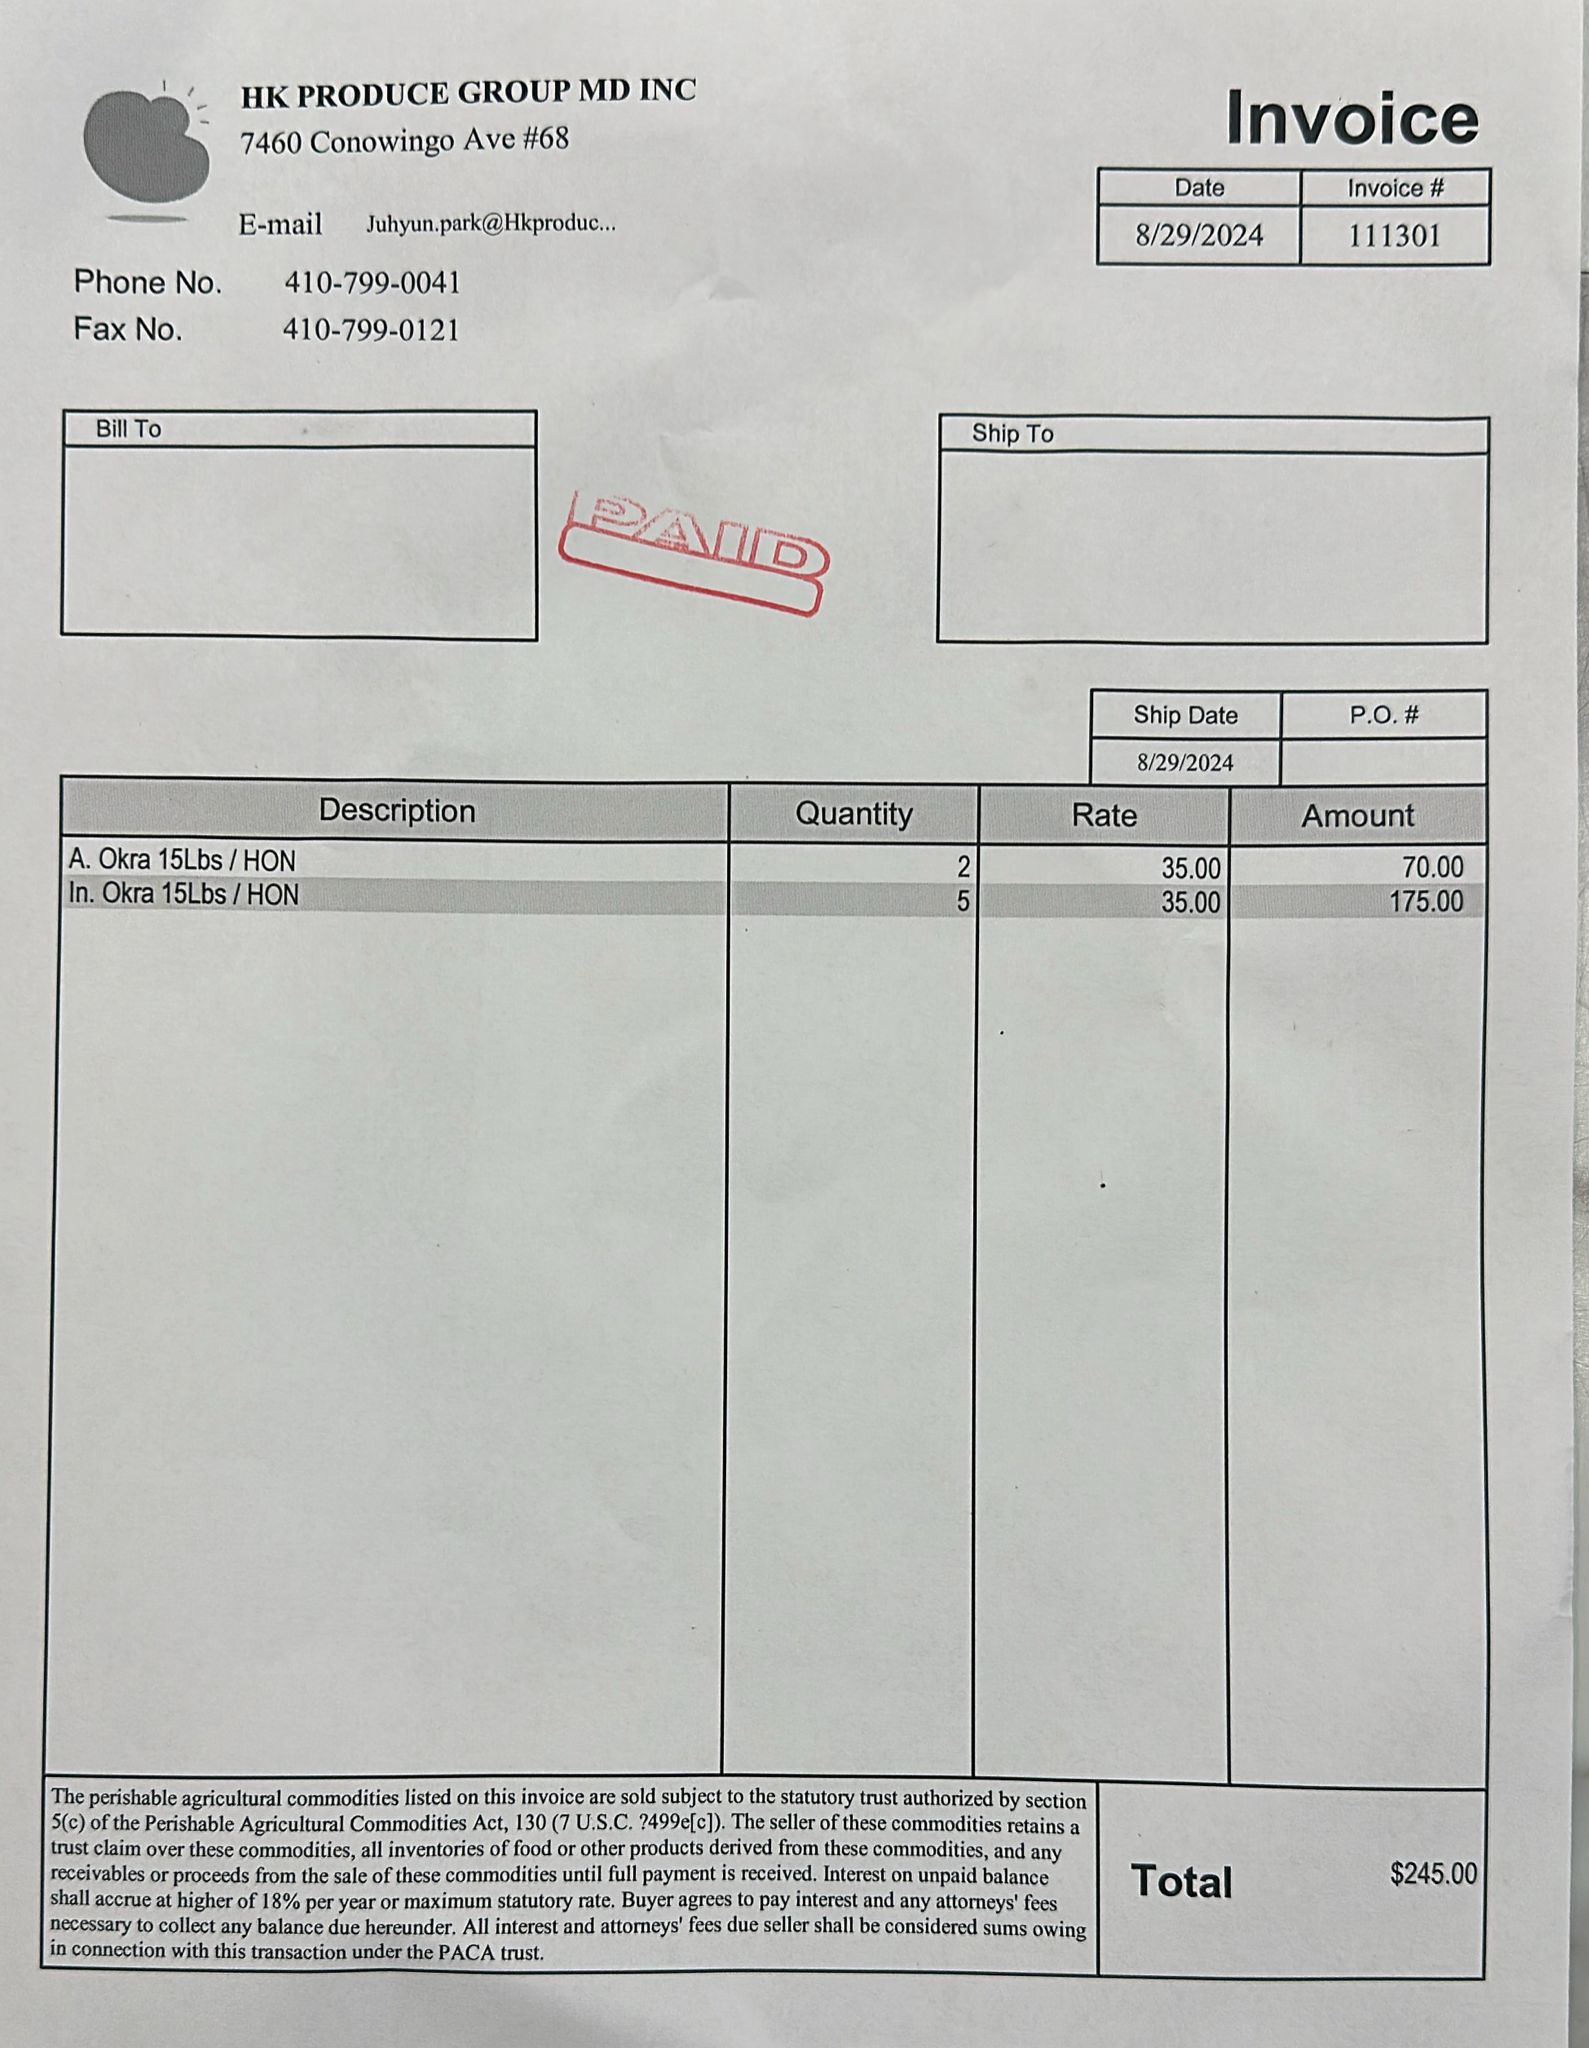 HK PRODUCE GROUP MD INC
7460 Conowingo Ave #68
E-mail Juhyun.park@Hkproduc...
Phone No. 410-799-0041
Fax No. 410-799-0121
Invoice
Date Invoice #
8/29/2024 111301
Bill To
PAID
Ship To
Ship Date P.O. #
8/29/2024
Description Quantity Rate Amount
A. Okra 15Lbs / HON 2 35.00 70.00
In. Okra 15Lbs / HON 5 35.00 175.00
The perishable agricultural commodities listed on this invoice are sold subject to the statutory trust authorized by section
5(c) of the Perishable Agricultural Commodities Act, 130 (7 U.S.C. ?499e[c]). The seller of these commodities retains a
trust claim over these commodities, all inventories of food or other products derived from these commodities, and any
receivables or proceeds from the sale of these commodities until full payment is received. Interest on unpaid balance
shall accrue at higher of 18% per year or maximum statutory rate. Buyer agrees to pay interest and any attorneys' fees
necessary to collect any balance due hereunder. All interest and attorneys' fees due seller shall be considered sums owing
in connection with this transaction under the PACA trust.
Total $245.00